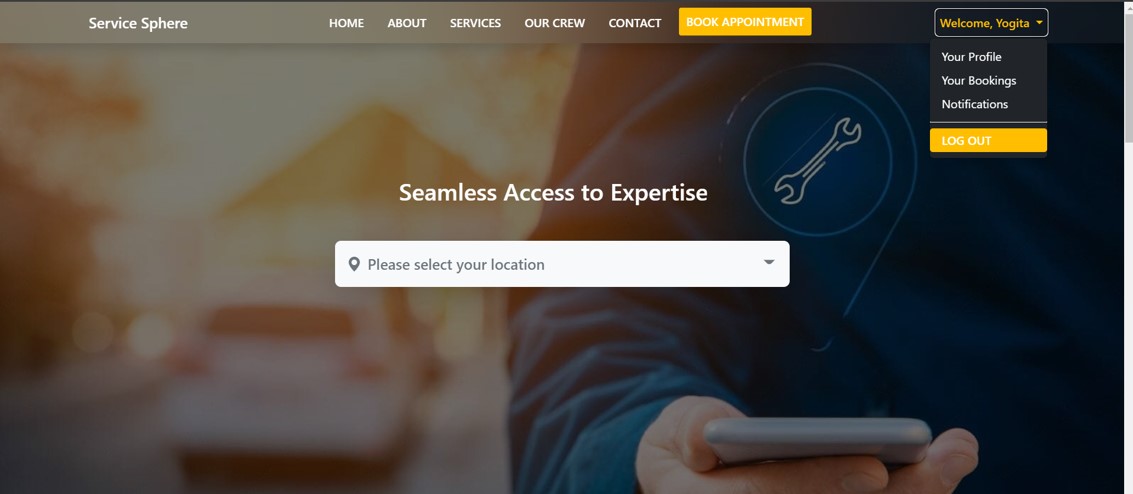 Service Sphere HOME ABOUT SERVICES OUR CREW CONTACT BOOK APPOINTMENT Welcome, Yogita
Your Profile
Your Bookings
Notifications
LOG OUT
Seamless Access to Expertise
Please select your location